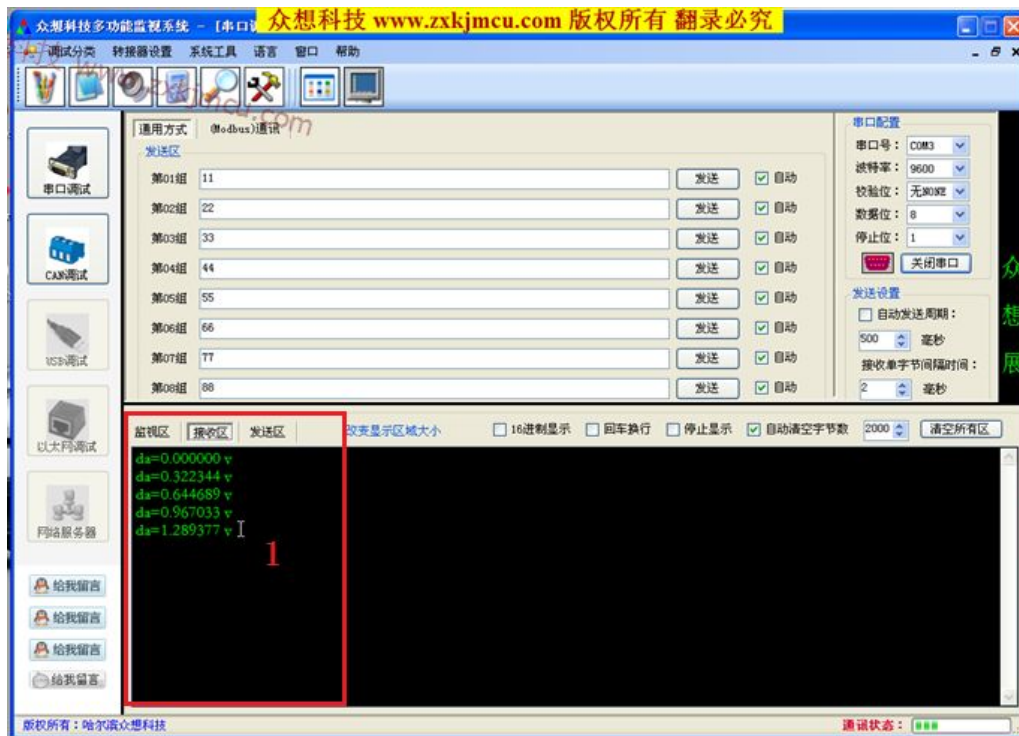 众想科技 www.zxkjmcu.com 版权所有 翻录必究
众想科技多功能监视系统 - [串口
调试分类 转接器设置 系统工具 语言 窗口 帮助
通用方式 (Modbus)通讯
发送区
第01组 11 发送 自动
第02组 22 发送 自动
第03组 33 发送 自动
第04组 44 发送 自动
第05组 55 发送 自动
第06组 66 发送 自动
第07组 77 发送 自动
第08组 88 发送 自动
串口配置
串口号： COM3
波特率： 9600
校验位： 无NONE
数据位： 8
停止位： 1
关闭串口
发送设置
自动发送周期：
500 毫秒
接收单字节间隔时间：
2 毫秒
众
想
展
串口调试
CAN调试
USB调试
以太网调试
网络服务器
给我留言
给我留言
给我留言
给我留言
监视区 接收区 发送区 改变显示区域大小 16进制显示 回车换行 停止显示 自动清空字节数 2000 清空所有区
da=0.000000 v
da=0.322344 v
da=0.644689 v
da=0.967033 v
da=1.289377 v
1
版权所有：哈尔滨众想科技
通讯状态：